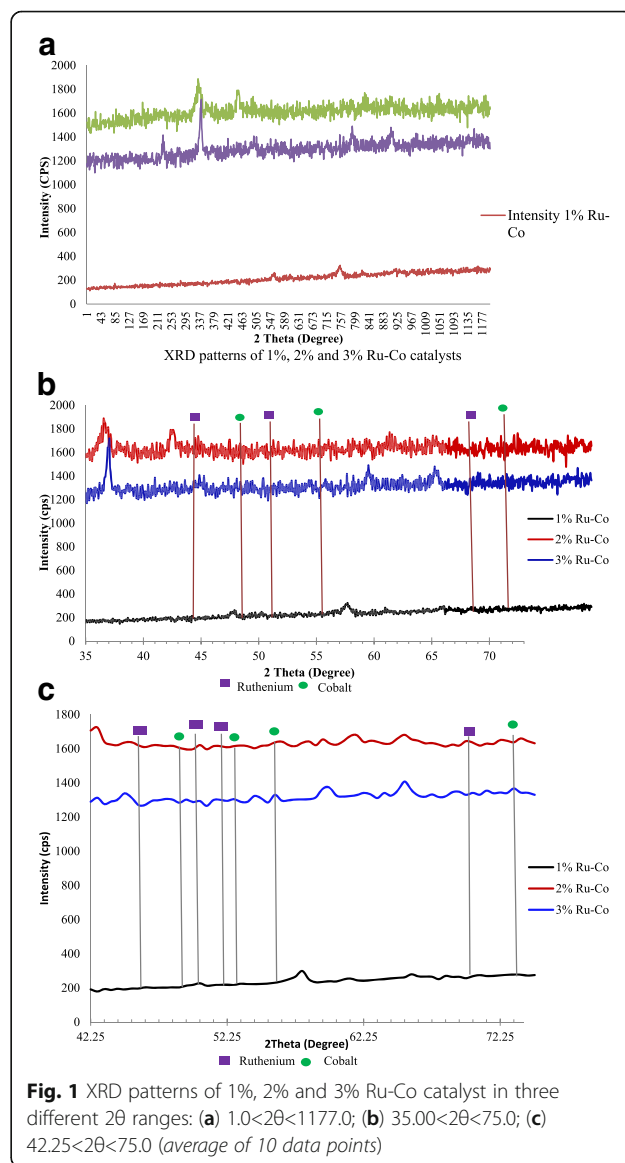 a
2000
1800
1600
1400
1200
1000
800
600
400
200
0
Intensity (CPS)
Intensity 1% Ru-
Co
1 43 85 127 169 211 253 295 337 379 421 463 505 547 589 631 673 715 757 799 841 883 925 967 1009 1051 1093 1135 1177
2 Theta (Degree)
XRD patterns of 1%, 2% and 3% Ru-Co catalysts
b
2000
1800
1600
1400
1200
1000
800
600
400
200
0
Intensity (cps)
Ruthenium Cobalt Ruthenium Cobalt Ruthenium Cobalt
1% Ru-Co
2% Ru-Co
3% Ru-Co
35 40 45 50 55 60 65 70
2 Theta (Degree)
Ruthenium Cobalt
c
1800
1600
1400
1200
1000
800
600
400
200
0
Intensity (cps)
1% Ru-Co
2% Ru-Co
3% Ru-Co
42.25 52.25 62.25 72.25
2Theta (Degree)
Ruthenium Cobalt
Fig. 1 XRD patterns of 1%, 2% and 3% Ru-Co catalyst in three
different 2θ ranges: (a) 1.0<2θ<1177.0; (b) 35.00<2θ<75.0; (c)
42.25<2θ<75.0 (average of 10 data points)